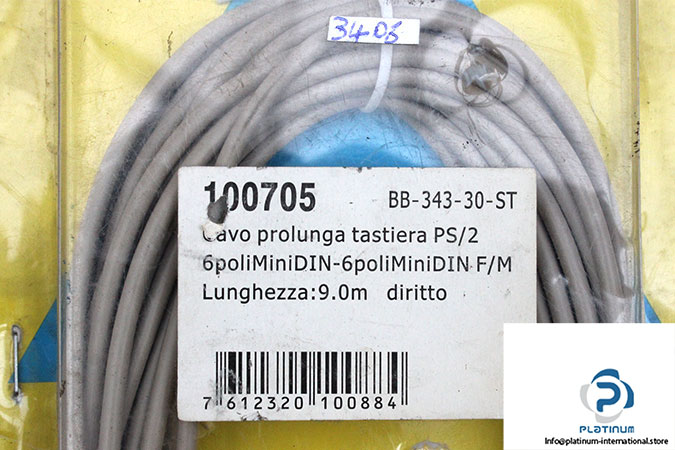 3406
100705 BB-343-30-ST
Cavo prolunga tastiera PS/2
6poliMiniDIN-6poliMiniDIN F/M
Lunghezza:9.0m diritto
7 612320 100884
PLATINUM
Info@platinum-international.store